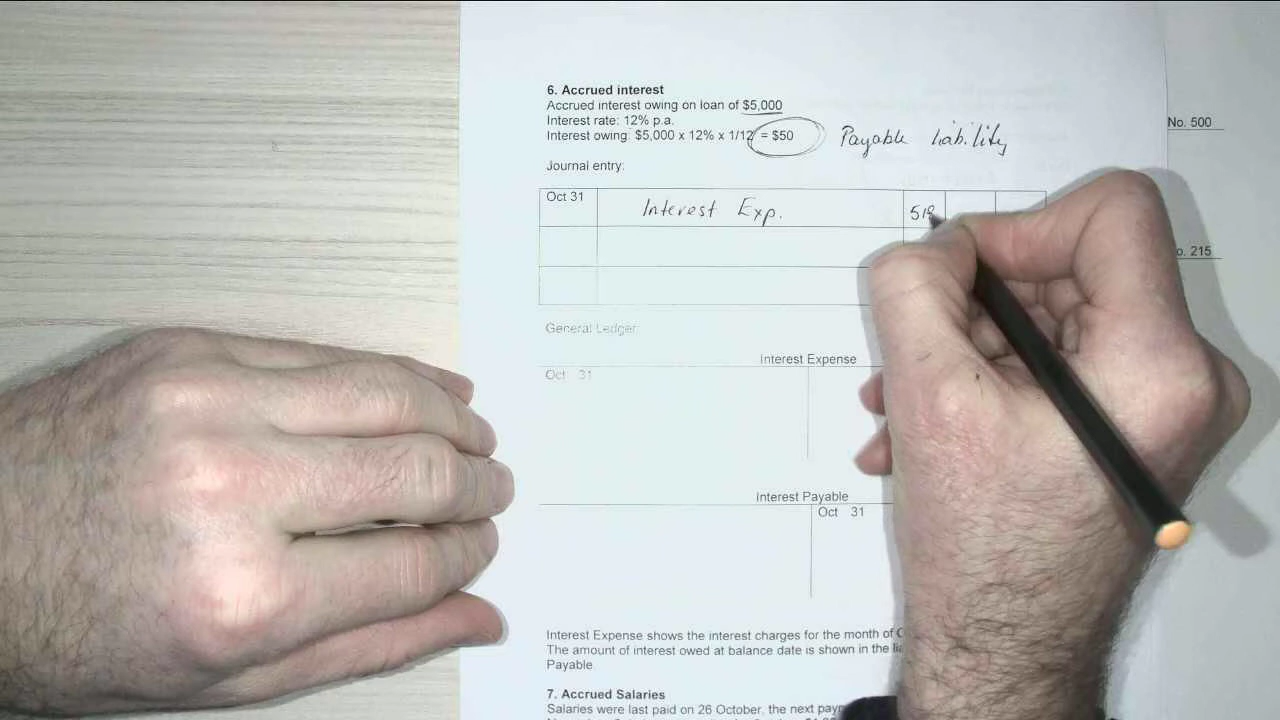 6. Accrued interest
Accrued interest owing on loan of $5,000
Interest rate: 12% p.a.
Interest owing: $5,000 x 12% x 1/12 = $50 Payable liability
No. 500
Journal entry:
Oct 31 Interest Exp. 518
No. 215
General Ledger
Interest Expense
Oct 31
Interest Payable
Oct 31
Interest Expense shows the interest charges for the month of
The amount of interest owed at balance date is shown in the
Payable
7. Accrued Salaries
Salaries were last paid on 26 October, the next